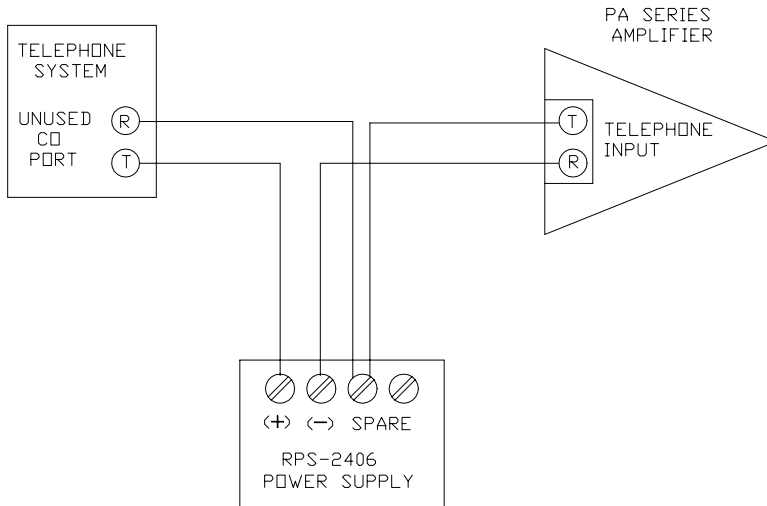 PA SERIES
AMPLIFIER
TELEPHONE
SYSTEM
UNUSED
CO
PORT
R
T
T
R
TELEPHONE
INPUT
(+) (-) SPARE
RPS-2406
POWER SUPPLY